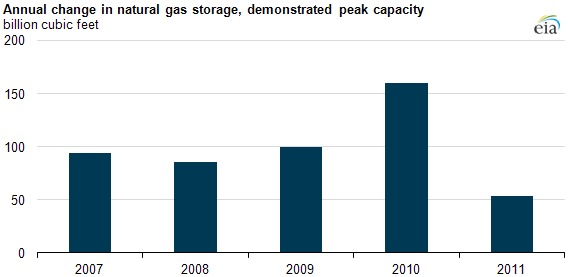 Annual change in natural gas storage, demonstrated peak capacity
billion cubic feet
eia
200
150
100
50
0
2007 2008 2009 2010 2011